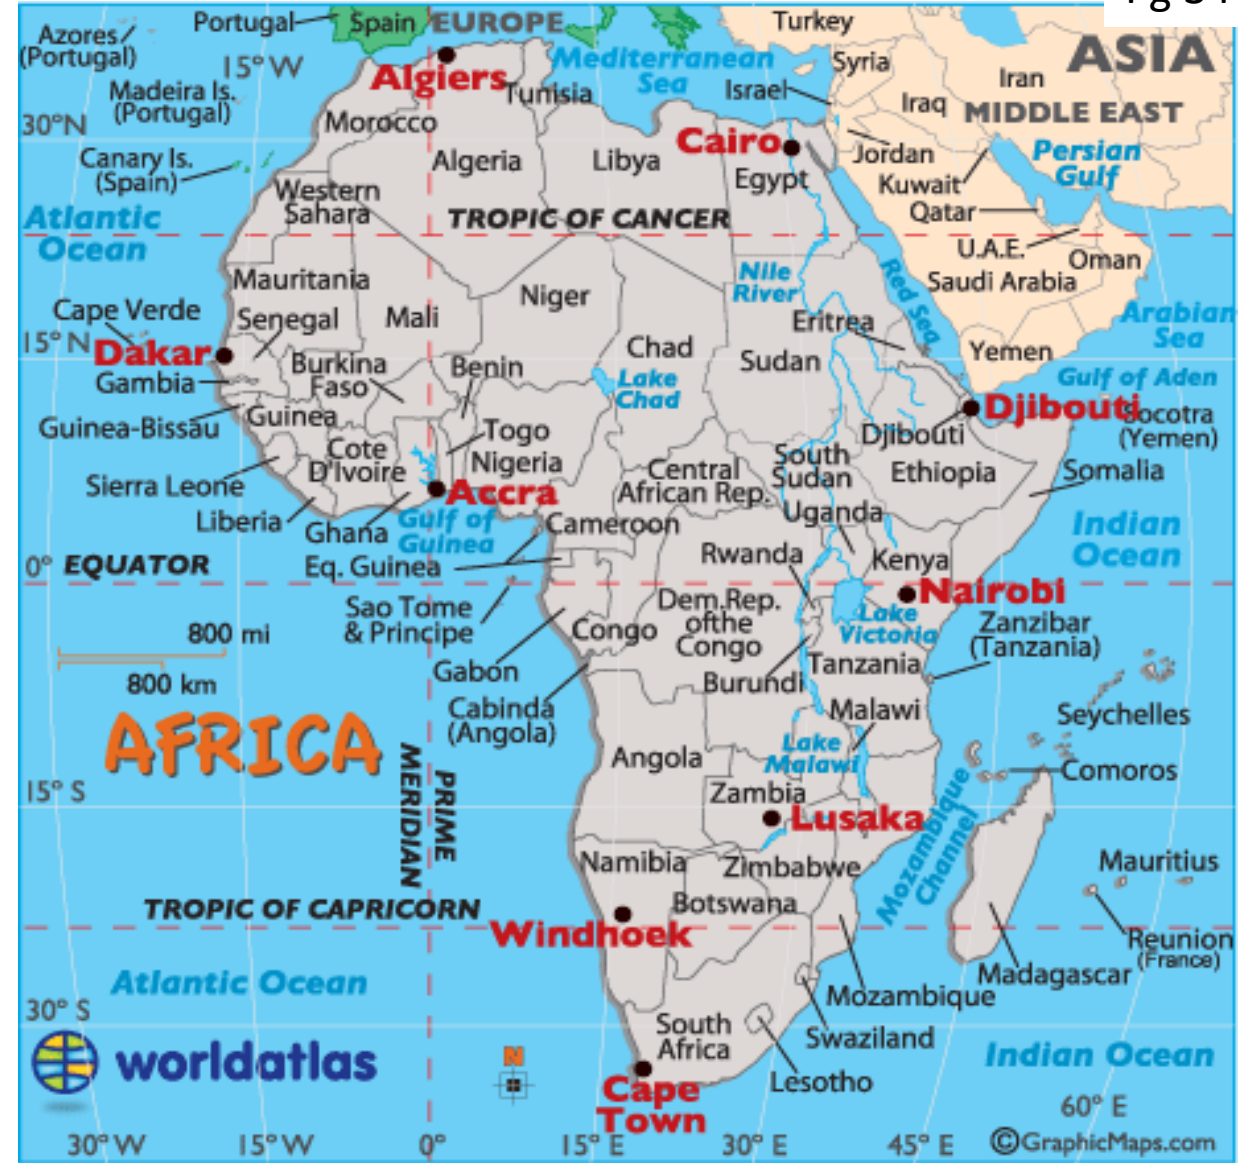 Azores
(Portugal)
Portugal
Spain
EUROPE
Turkey
ASIA
15° W
Algiers
Mediterranean
Sea
Syria
Iran
Madeira Is.
(Portugal)
Tunisia
Israel
Iraq
MIDDLE EAST
30°N
Morocco
Cairo
Jordan
Persian
Gulf
Canary Is.
(Spain)
Algeria
Libya
Egypt
Kuwait
Qatar
Western
Sahara
Atlantic
Ocean
TROPIC OF CANCER
U.A.E.
Oman
Saudi Arabia
Mauritania
Niger
Nile
River
Red Sea
Cape Verde
Senegal
Mali
Eritrea
Arabian
Sea
15° N
Dakar
Chad
Sudan
Yemen
Gambia
Burkina
Faso
Benin
Lake
Chad
Gulf of Aden
Guinea-Bissau
Guinea
Djibouti
Socotra
(Yemen)
Togo
Djibouti
Cote
D'Ivoire
Nigeria
Central
African Rep.
South
Sudan
Ethiopia
Somalia
Sierra Leone
Accra
Liberia
Ghana
Gulf of
Guinea
Cameroon
Uganda
Indian
Ocean
0° EQUATOR
Eq. Guinea
Rwanda
Kenya
Nairobi
Sao Tome
& Principe
Dem.Rep.
ofthe
Congo
Congo
Lake
Victoria
Zanzibar
(Tanzania)
800 mi
800 km
Gabon
Tanzania
Burundi
Cabinda
(Angola)
Malawi
Seychelles
AFRICA
Angola
Lake
Malawi
Comoros
PRIME
MERIDIAN
15° S
Zambia
Lusaka
Mozambique
Channel
Namibia
Zimbabwe
Mauritius
Botswana
TROPIC OF CAPRICORN
Windhoek
Reunion
(France)
Madagascar
Atlantic Ocean
Mozambique
30° S
South
Africa
Swaziland
worldatlas
N
Lesotho
Indian Ocean
Cape
Town
60° E
30° W
15° W
0°
15° E
30° E
45° E
©GraphicMaps.com